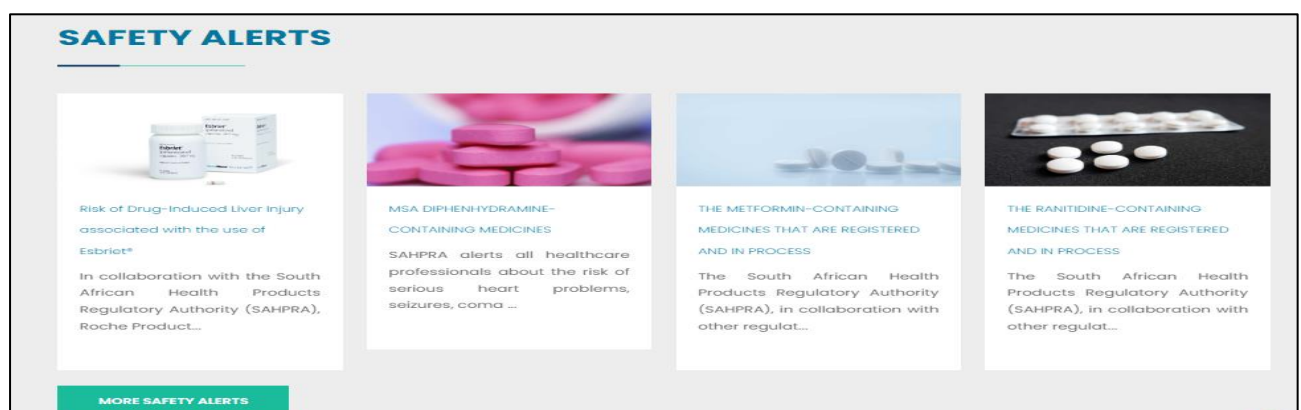 SAFETY ALERTS
Esbriet
Esbriet
Risk of Drug-Induced Liver Injury
associated with the use of
Esbriet®
In collaboration with the South
African Health Products
Regulatory Authority (SAHPRA),
Roche Product...
MSA DIPHENHYDRAMINE-
CONTAINING MEDICINES
SAHPRA alerts all healthcare
professionals about the risk of
serious heart problems,
seizures, coma ...
THE METFORMIN-CONTAINING
MEDICINES THAT ARE REGISTERED
AND IN PROCESS
The South African Health
Products Regulatory Authority
(SAHPRA), in collaboration with
other regulat...
THE RANITIDINE-CONTAINING
MEDICINES THAT ARE REGISTERED
AND IN PROCESS
The South African Health
Products Regulatory Authority
(SAHPRA), in collaboration with
other regulat...
MORE SAFETY ALERTS